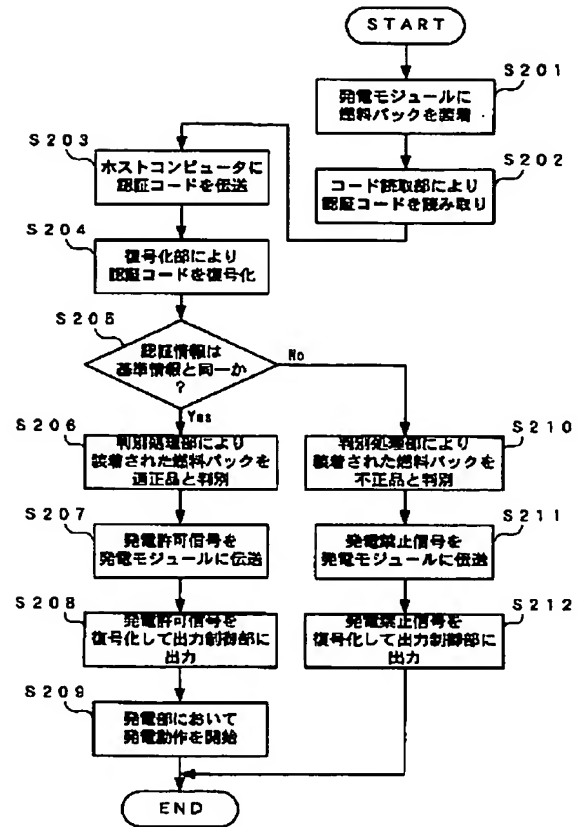 START
S201
発電モジュールに
燃料パックを装着
S202
コード読取部により
認証コードを読み取り
S203
ホストコンピュータに
認証コードを伝送
S204
復号化部により
認証コードを復号化
S205
認証情報は
基準情報と同一か
?
No
Yes
S206
判別処理部により
装着された燃料パックを
適正品と判別
S207
発電許可信号を
発電モジュールに伝送
S208
発電許可信号を
復号化して出力制御部に
出力
S209
発電部において
発電動作を開始
S210
判別処理部により
装着された燃料パックを
不正品と判別
S211
発電禁止信号を
発電モジュールに伝送
S212
発電禁止信号を
復号化して出力制御部に
出力
END